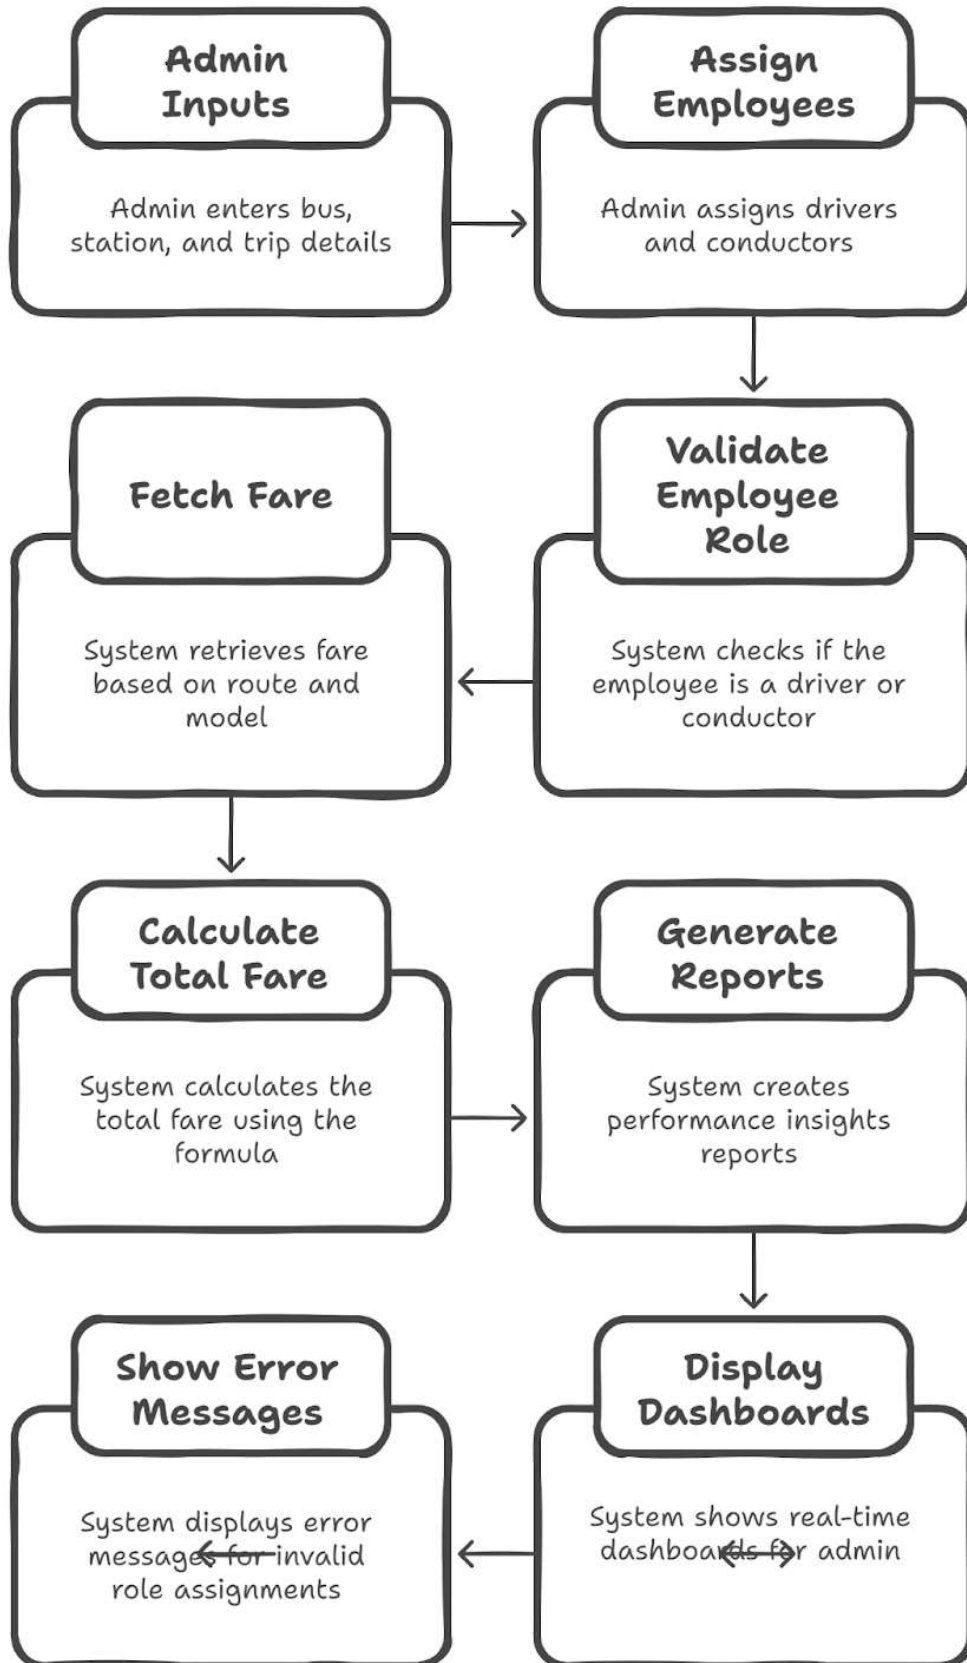 Admin
Inputs
Admin enters bus,
station, and trip details
Assign
Employees
Admin assigns drivers
and conductors
Validate
Employee
Role
System checks if the
employee is a driver or
conductor
Fetch Fare
System retrieves fare
based on route and
model
Calculate
Total Fare
System calculates the
total fare using the
formula
Generate
Reports
System creates
performance insights
reports
Display
Dashboards
System shows real-time
dashboards for admin
Show Error
Messages
System displays error
messages for invalid
role assignments